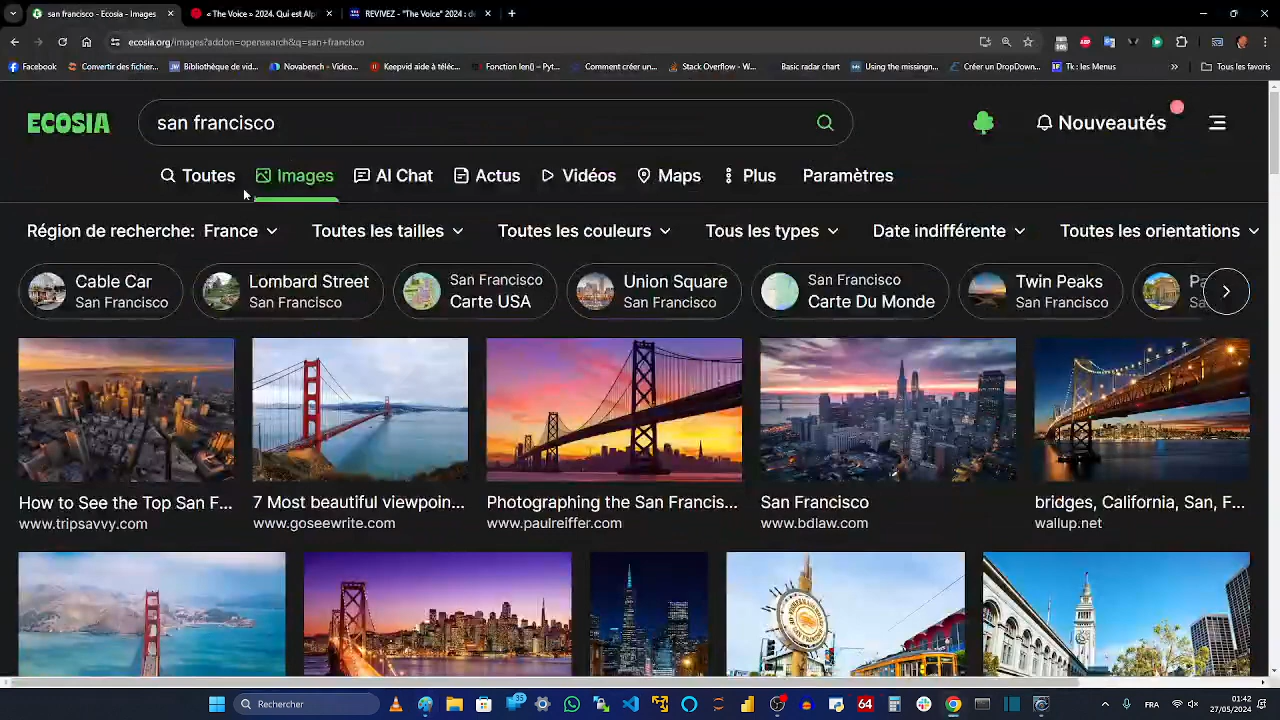 san francisco - Ecosia - Images
« The Voice » 2024. Qui est Alp
REVIVEZ - "The Voice" 2024 : de
ecosia.org/images?addon=opensearch&q=san+francisco
Facebook
Convertir des fichier...
Bibliothèque de vid...
Novabench - Video...
Keepvid aide à téléc...
Fonction len() – Pyt...
Comment créer un...
Stack Overflow - W...
Basic radar chart
Using the missingn...
Créer un DropDown...
Tk : les Menus
Tous les favoris
ECOSIA
san francisco
Nouveautés
Toutes
Images
AI Chat
Actus
Vidéos
Maps
Plus
Paramètres
Région de recherche: France
Toutes les tailles
Toutes les couleurs
Tous les types
Date indifférente
Toutes les orientations
Cable Car
San Francisco
Lombard Street
San Francisco
San Francisco
Carte USA
Union Square
San Francisco
San Francisco
Carte Du Monde
Twin Peaks
San Francisco
How to See the Top San F...
www.tripsavvy.com
7 Most beautiful viewpoin...
www.goseewrite.com
Photographing the San Francis...
www.paulreiffer.com
San Francisco
www.bdlaw.com
bridges, California, San, F...
wallup.net
Rechercher
35
64
FRA
01:42
27/05/2024